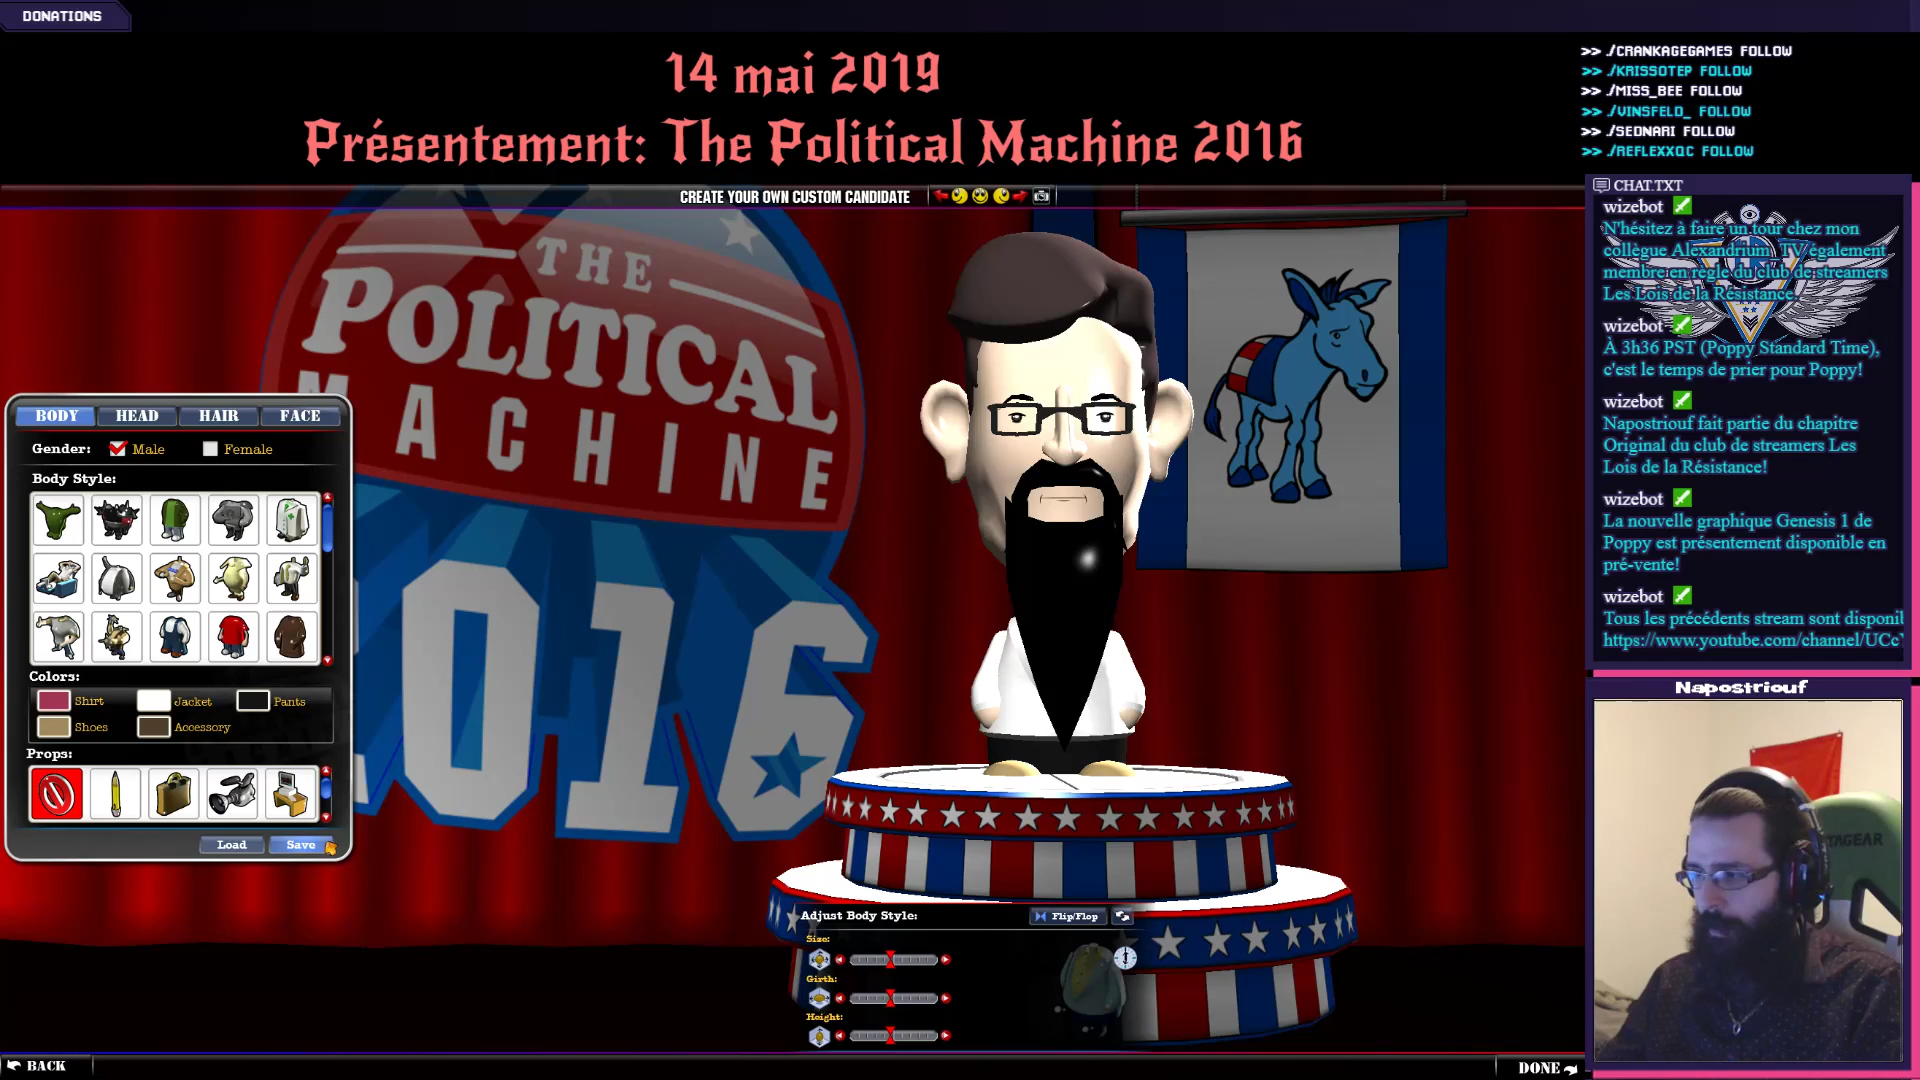 DONATIONS
14 mai 2019
Présentement: The Political Machine 2016
>> ./CRANKAGEGAMES FOLLOW
>> ./KRISSOTEP FOLLOW
>> ./MISS_BEE FOLLOW
>> ./VINSFELD_ FOLLOW
>> ./SEDNARI FOLLOW
>> ./REFLEXXQC FOLLOW
CREATE YOUR OWN CUSTOM CANDIDATE
THE
POLITICAL
MACHINE
2016
BODY HEAD HAIR FACE
Gender: Male Female
Body Style:
Colors:
Shirt Jacket Pants
Shoes Accessory
Props:
Load Save
Adjust Body Style: Flip/Flop
Size:
Girth:
Height:
BACK
DONE
CHAT.TXT
wizebot
N'hésitez à faire un tour chez mon
collègue Alexandrium_TV également
membre en règle du club de streamers
Les Lois de la Résistance.
wizebot
À 3h36 PST (Poppy Standard Time),
c'est le temps de prier pour Poppy!
wizebot
Napostriouf fait partie du chapitre
Original du club de streamers Les
Lois de la Résistance!
wizebot
La nouvelle graphique Genesis 1 de
Poppy est présentement disponible en
pré-vente!
wizebot
Tous les précédents stream sont disponib
https://www.youtube.com/channel/UCc
Napostriouf